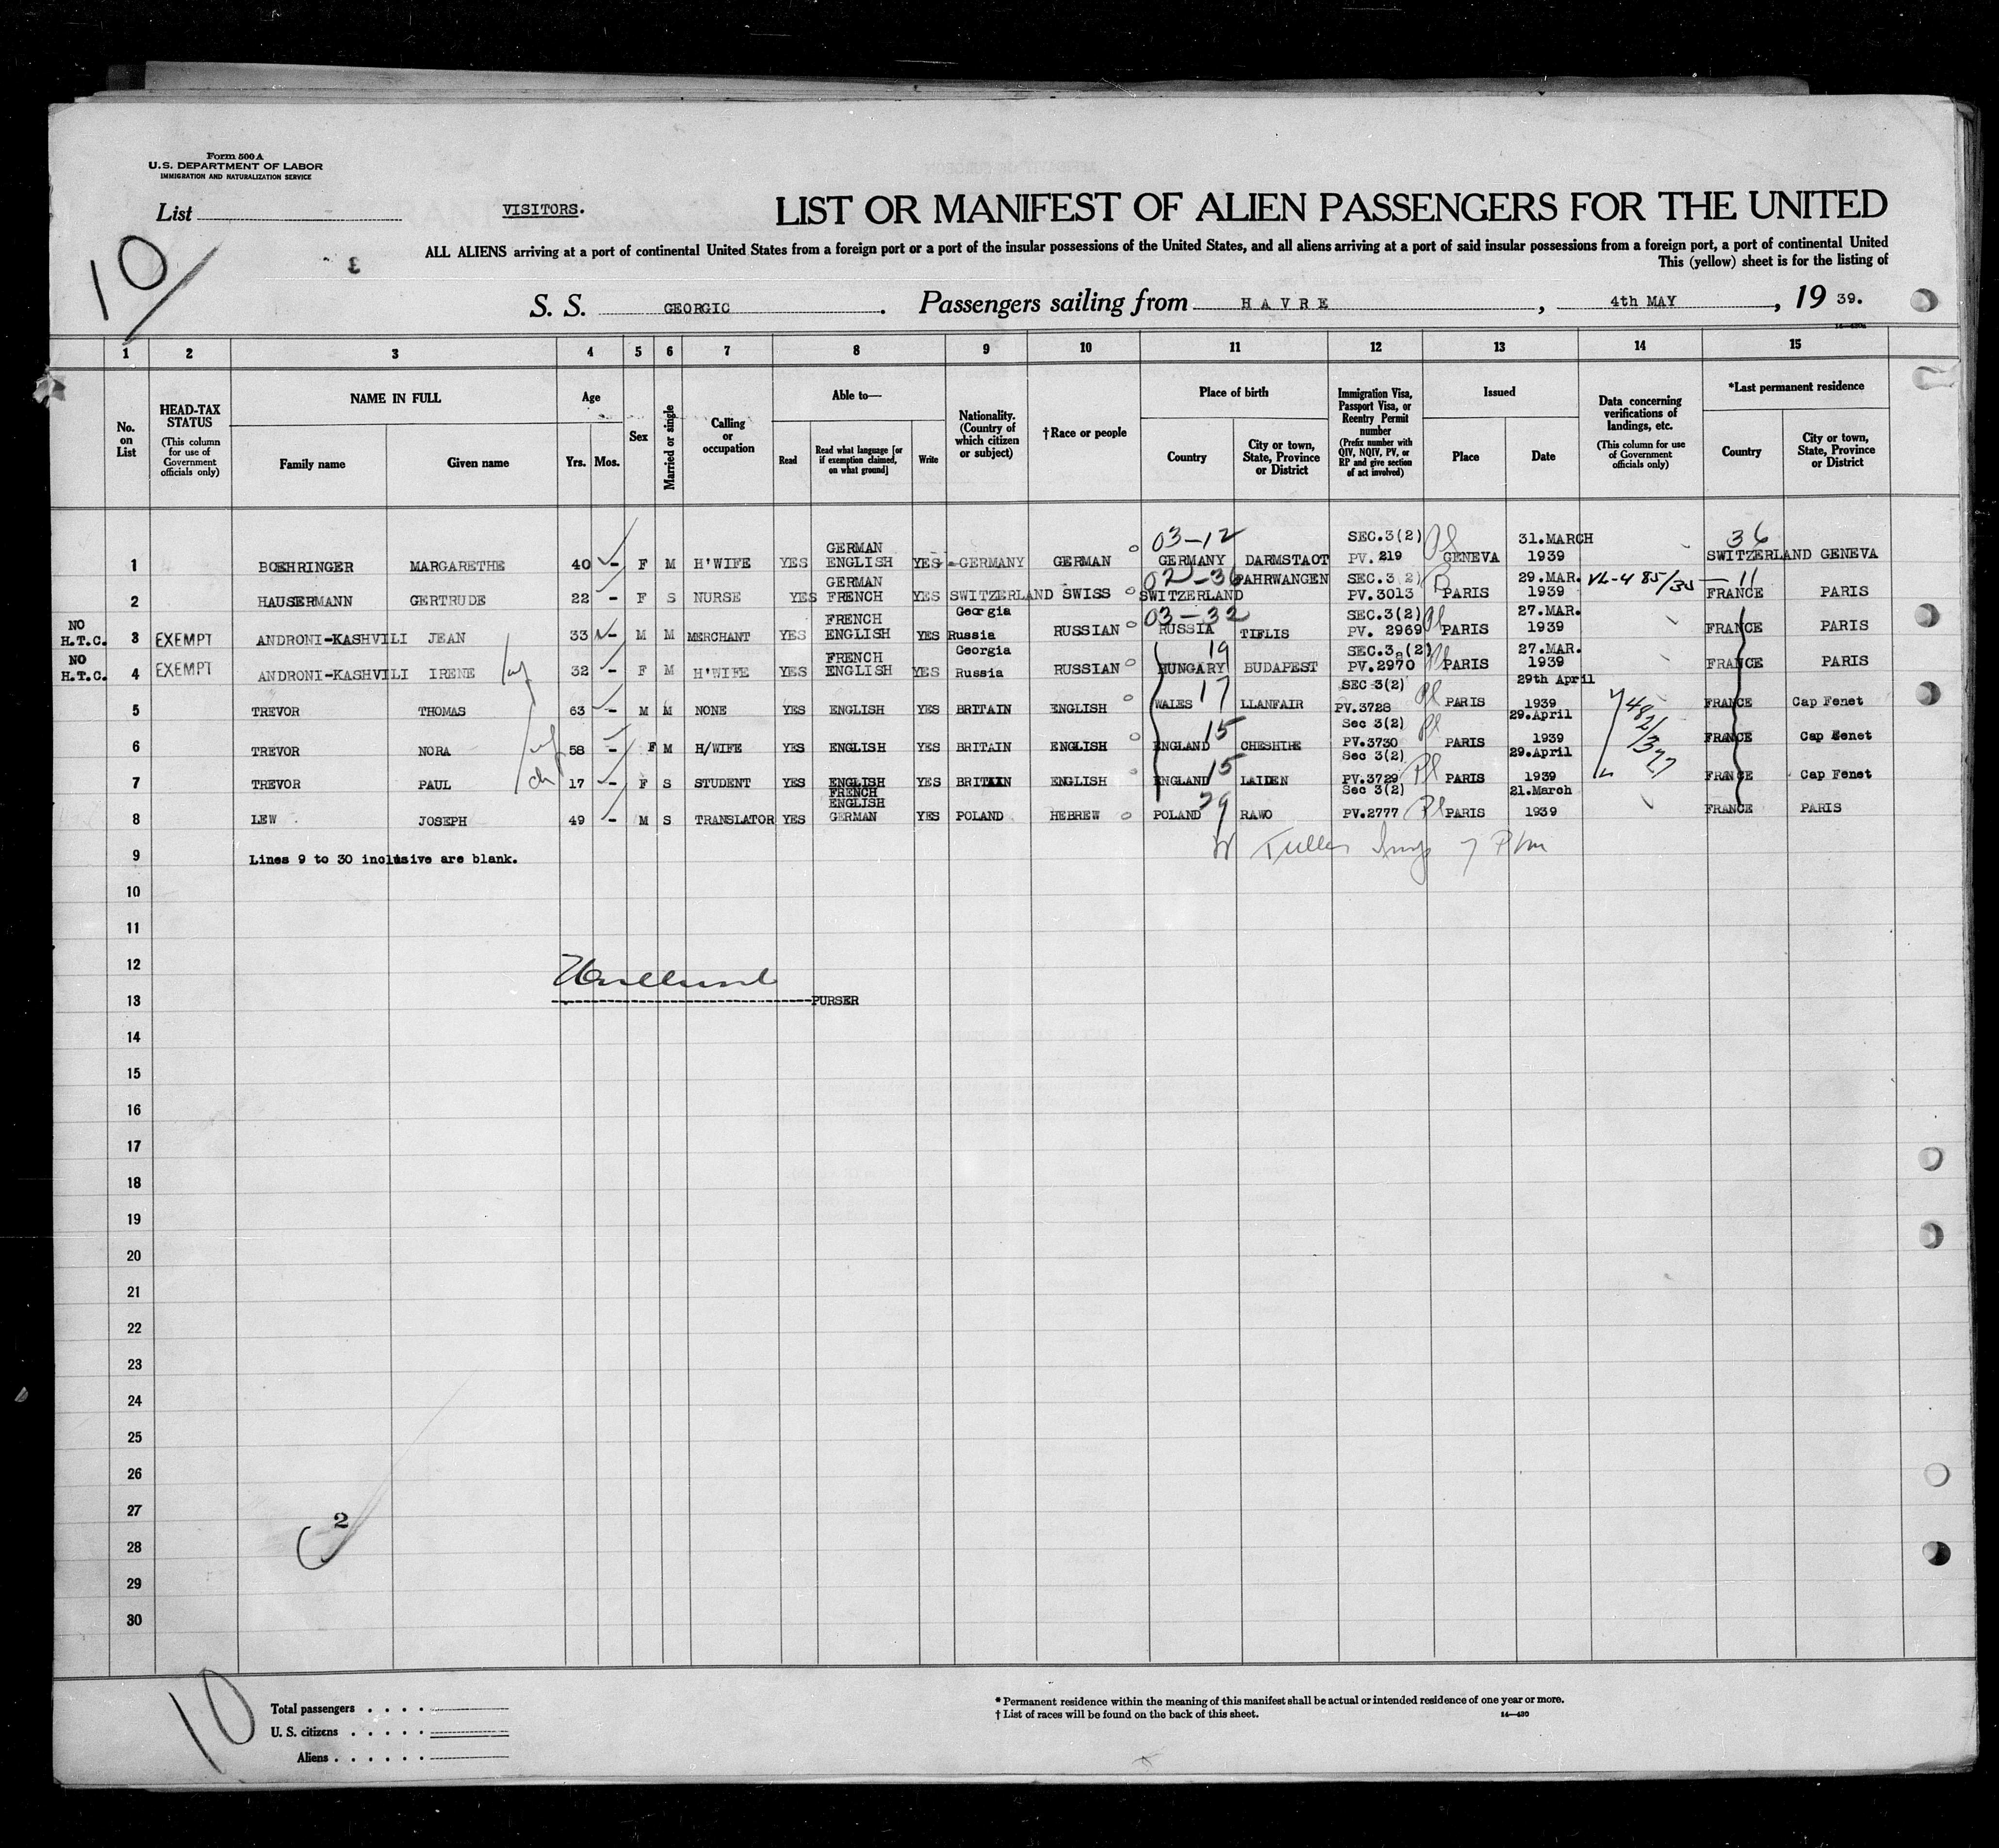 Form 500 A
U.S. DEPARTMENT OF LABOR
IMMIGRATION AND NATURALIZATION SERVICE
List
VISITORS.
LIST OR MANIFEST OF ALIEN PASSENGERS FOR THE UNITED
10
ALL ALIENS arriving at a port of continental United States from a foreign port or a port of the insular possessions of the United States, and all aliens arriving at a port of said insular possessions from a foreign port, a port of continental United
This (yellow) sheet is for the listing of
S. S. GEORGIC. Passengers sailing from HAVRE, 4th MAY, 19 39.
1 2 3 4 5 6 7 8 9 10 11 12 13 14 15
No. on List
HEAD-TAX STATUS
(This column for use of Government officials only)
NAME IN FULL
Family name Given name
Age
Yrs. Mos.
Sex
Married or single
Calling or occupation
Able to—
Read
Read what language [or if exemption claimed, on what ground]
Write
Nationality. (Country of which citizen or subject)
†Race or people
Place of birth
Country
City or town, State, Province or District
Immigration Visa, Passport Visa, or Reentry Permit number
(Prefix number with QIV, NQIV, PV, or RP and give section of act involved)
Issued
Place Date
Data concerning verifications of landings, etc.
(This column for use of Government officials only)
*Last permanent residence
Country
City or town, State, Province or District
GERMAN 03-12 SEC.3(2) 31.MARCH 36
1 BOEHRINGER MARGARETHE 40 - F M H'WIFE YES ENGLISH YES GERMANY GERMAN GERMANY DARMSTAOT PV. 219 GENEVA 1939 SWITZERLAND GENEVA
GERMAN 02-36 FAHRWANGEN SEC.3(2) 29.MAR. 11
2 HAUSERMANN GERTRUDE 22 - F S NURSE YES FRENCH YES SWITZERLAND SWISS SWITZERLAND PV.3013 PARIS 1939 FRANCE PARIS
NO FRENCH Georgia 03-32 SEC.3(2) 27.MAR.
H.T.C. 3 EXEMPT ANDRONI-KASHVILI JEAN 33 - M M MERCHANT YES ENGLISH YES Russia RUSSIAN RUSSIA TIFLIS PV. 2969 PARIS 1939 FRANCE PARIS
NO FRENCH Georgia 19 SEC.3(2) 27.MAR.
H.T.C. 4 EXEMPT ANDRONI-KASHVILI IRENE 32 - F M H'WIFE YES ENGLISH YES Russia RUSSIAN HUNGARY BUDAPEST PV.2970 PARIS 1939 FRANCE PARIS
17 SEC 3(2) 29th April
5 TREVOR THOMAS 63 - M M NONE YES ENGLISH YES BRITAIN ENGLISH WALES LLANFAIR PV.3728 PARIS 1939 FRANCE Cap Fenet
15 Sec 3(2) 29.April
6 TREVOR NORA 58 - F M H/WIFE YES ENGLISH YES BRITAIN ENGLISH ENGLAND CHESHIRE PV.3730 PARIS 1939 FRANCE Cap
15 Sec 3(2) 29.April
7 TREVOR PAUL 17 - F S STUDENT YES ENGLISH YES BRITAIN ENGLISH ENGLAND LAIDEN PV.3729 PARIS 1939 FRANCE Cap Fenet
FRENCH
ENGLISH 29 Sec 3(2) 21.March
8 LEW JOSEPH 49 - M S TRANSLATOR YES GERMAN YES POLAND HEBREW POLAND RAWO PV.2777 PARIS 1939 FRANCE PARIS
9 Lines 9 to 30 inclusive are blank.
10
11
12
13 PURSER
14
15
16
17
18
19
20
21
22
23
24
25
26
27 2
28
29
30
10
Total passengers
U. S. citizens
Aliens
* Permanent residence within the meaning of this manifest shall be actual or intended residence of one year or more.
† List of races will be found on the back of this sheet.
14—430